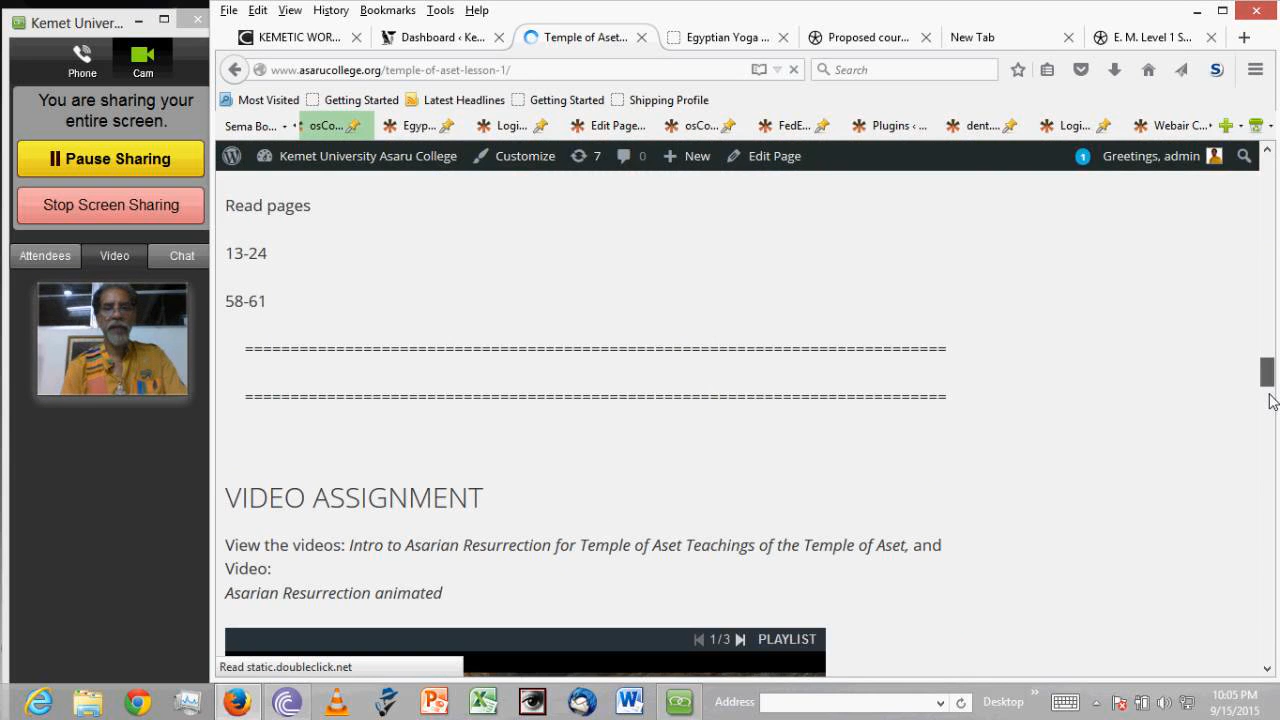 Kemet Univer...
Phone
Cam
You are sharing your
entire screen.
Pause Sharing
Stop Screen Sharing
Attendees
Video
Chat
File Edit View History Bookmarks Tools Help
KEMETIC WOR...
Dashboard ‹ Ke...
Temple of Aset...
Egyptian Yoga ...
Proposed cour...
New Tab
E. M. Level 1 S...
www.asarucollege.org/temple-of-aset-lesson-1/
Search
Most Visited
Getting Started
Latest Headlines
Getting Started
Shipping Profile
Sema Bo...
osCo...
Egyp...
Logi...
Edit Page...
osCo...
FedE...
Plugins ‹ ...
dent....
Logi...
Webair C...
Kemet University Asaru College
Customize
7
0
New
Edit Page
1
Greetings, admin
Read pages
13-24
58-61
=============================================================================
=============================================================================
VIDEO ASSIGNMENT
View the videos: Intro to Asarian Resurrection for Temple of Aset Teachings of the Temple of Aset, and
Video:
Asarian Resurrection animated
1/3
PLAYLIST
Read static.doubleclick.net
Address
Desktop
10:05 PM
9/15/2015